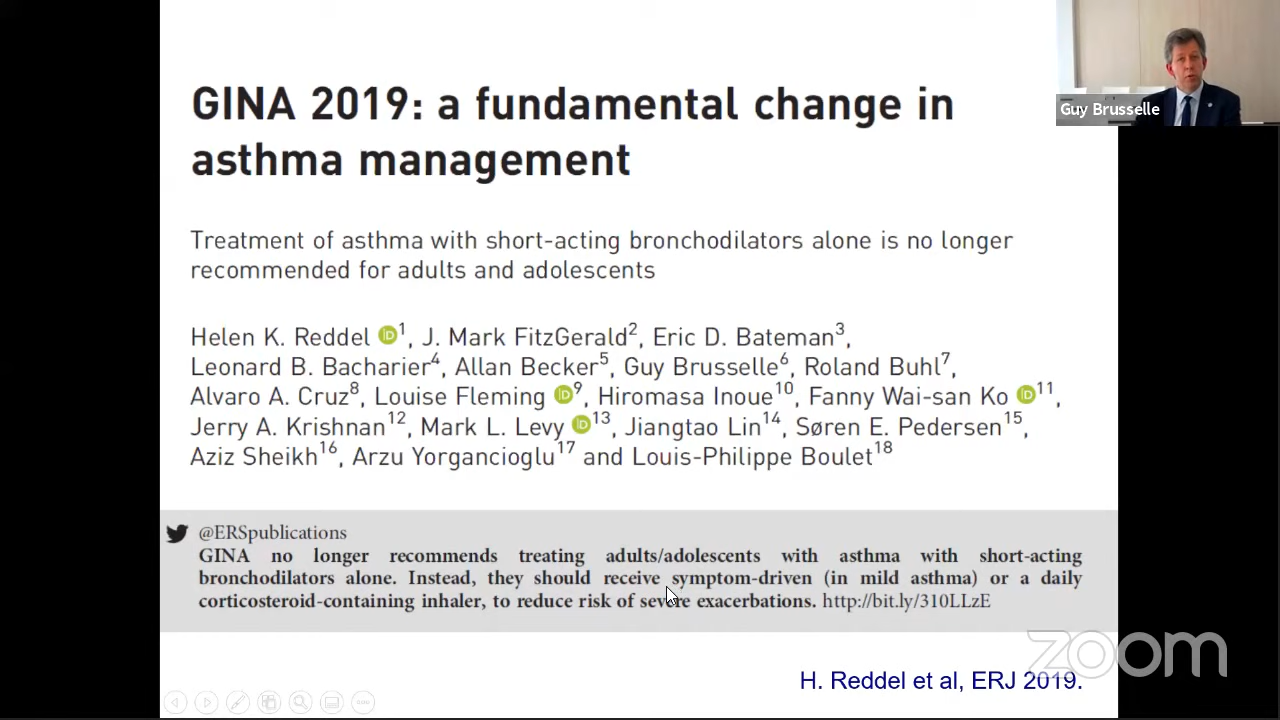 GINA 2019: a fundamental change in
asthma management
Guy Brusselle
Treatment of asthma with short-acting bronchodilators alone is no longer
recommended for adults and adolescents
Helen K. Reddel iD 1, J. Mark FitzGerald2, Eric D. Bateman3,
Leonard B. Bacharier4, Allan Becker5, Guy Brusselle6, Roland Buhl7,
Alvaro A. Cruz8, Louise Fleming iD 9, Hiromasa Inoue10, Fanny Wai-san Ko iD 11,
Jerry A. Krishnan12, Mark L. Levy iD 13, Jiangtao Lin14, Søren E. Pedersen15,
Aziz Sheikh16, Arzu Yorgancioglu17 and Louis-Philippe Boulet18
@ERSpublications
GINA no longer recommends treating adults/adolescents with asthma with short-acting
bronchodilators alone. Instead, they should receive symptom-driven (in mild asthma) or a daily
corticosteroid-containing inhaler, to reduce risk of severe exacerbations. http://bit.ly/310LLzE
zoom
H. Reddel et al, ERJ 2019.